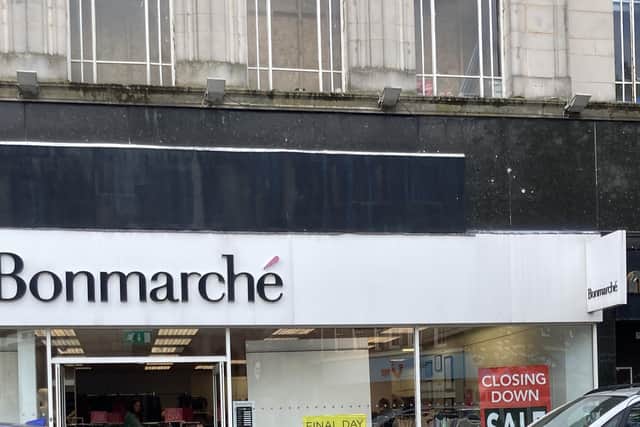 Bonmarché
Bonmarché
CLOSING
DOWN
SALE
FINAL DAY